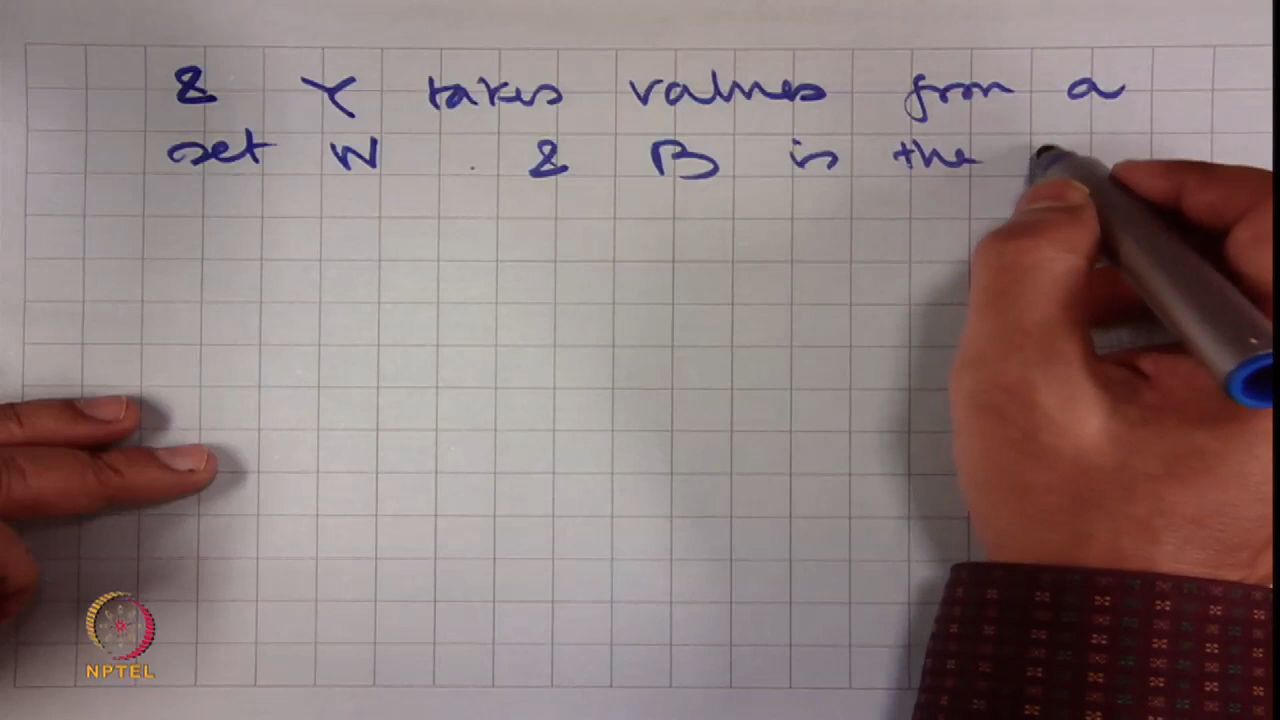 & Y takes values from a
set W . & B is the
NPTEL